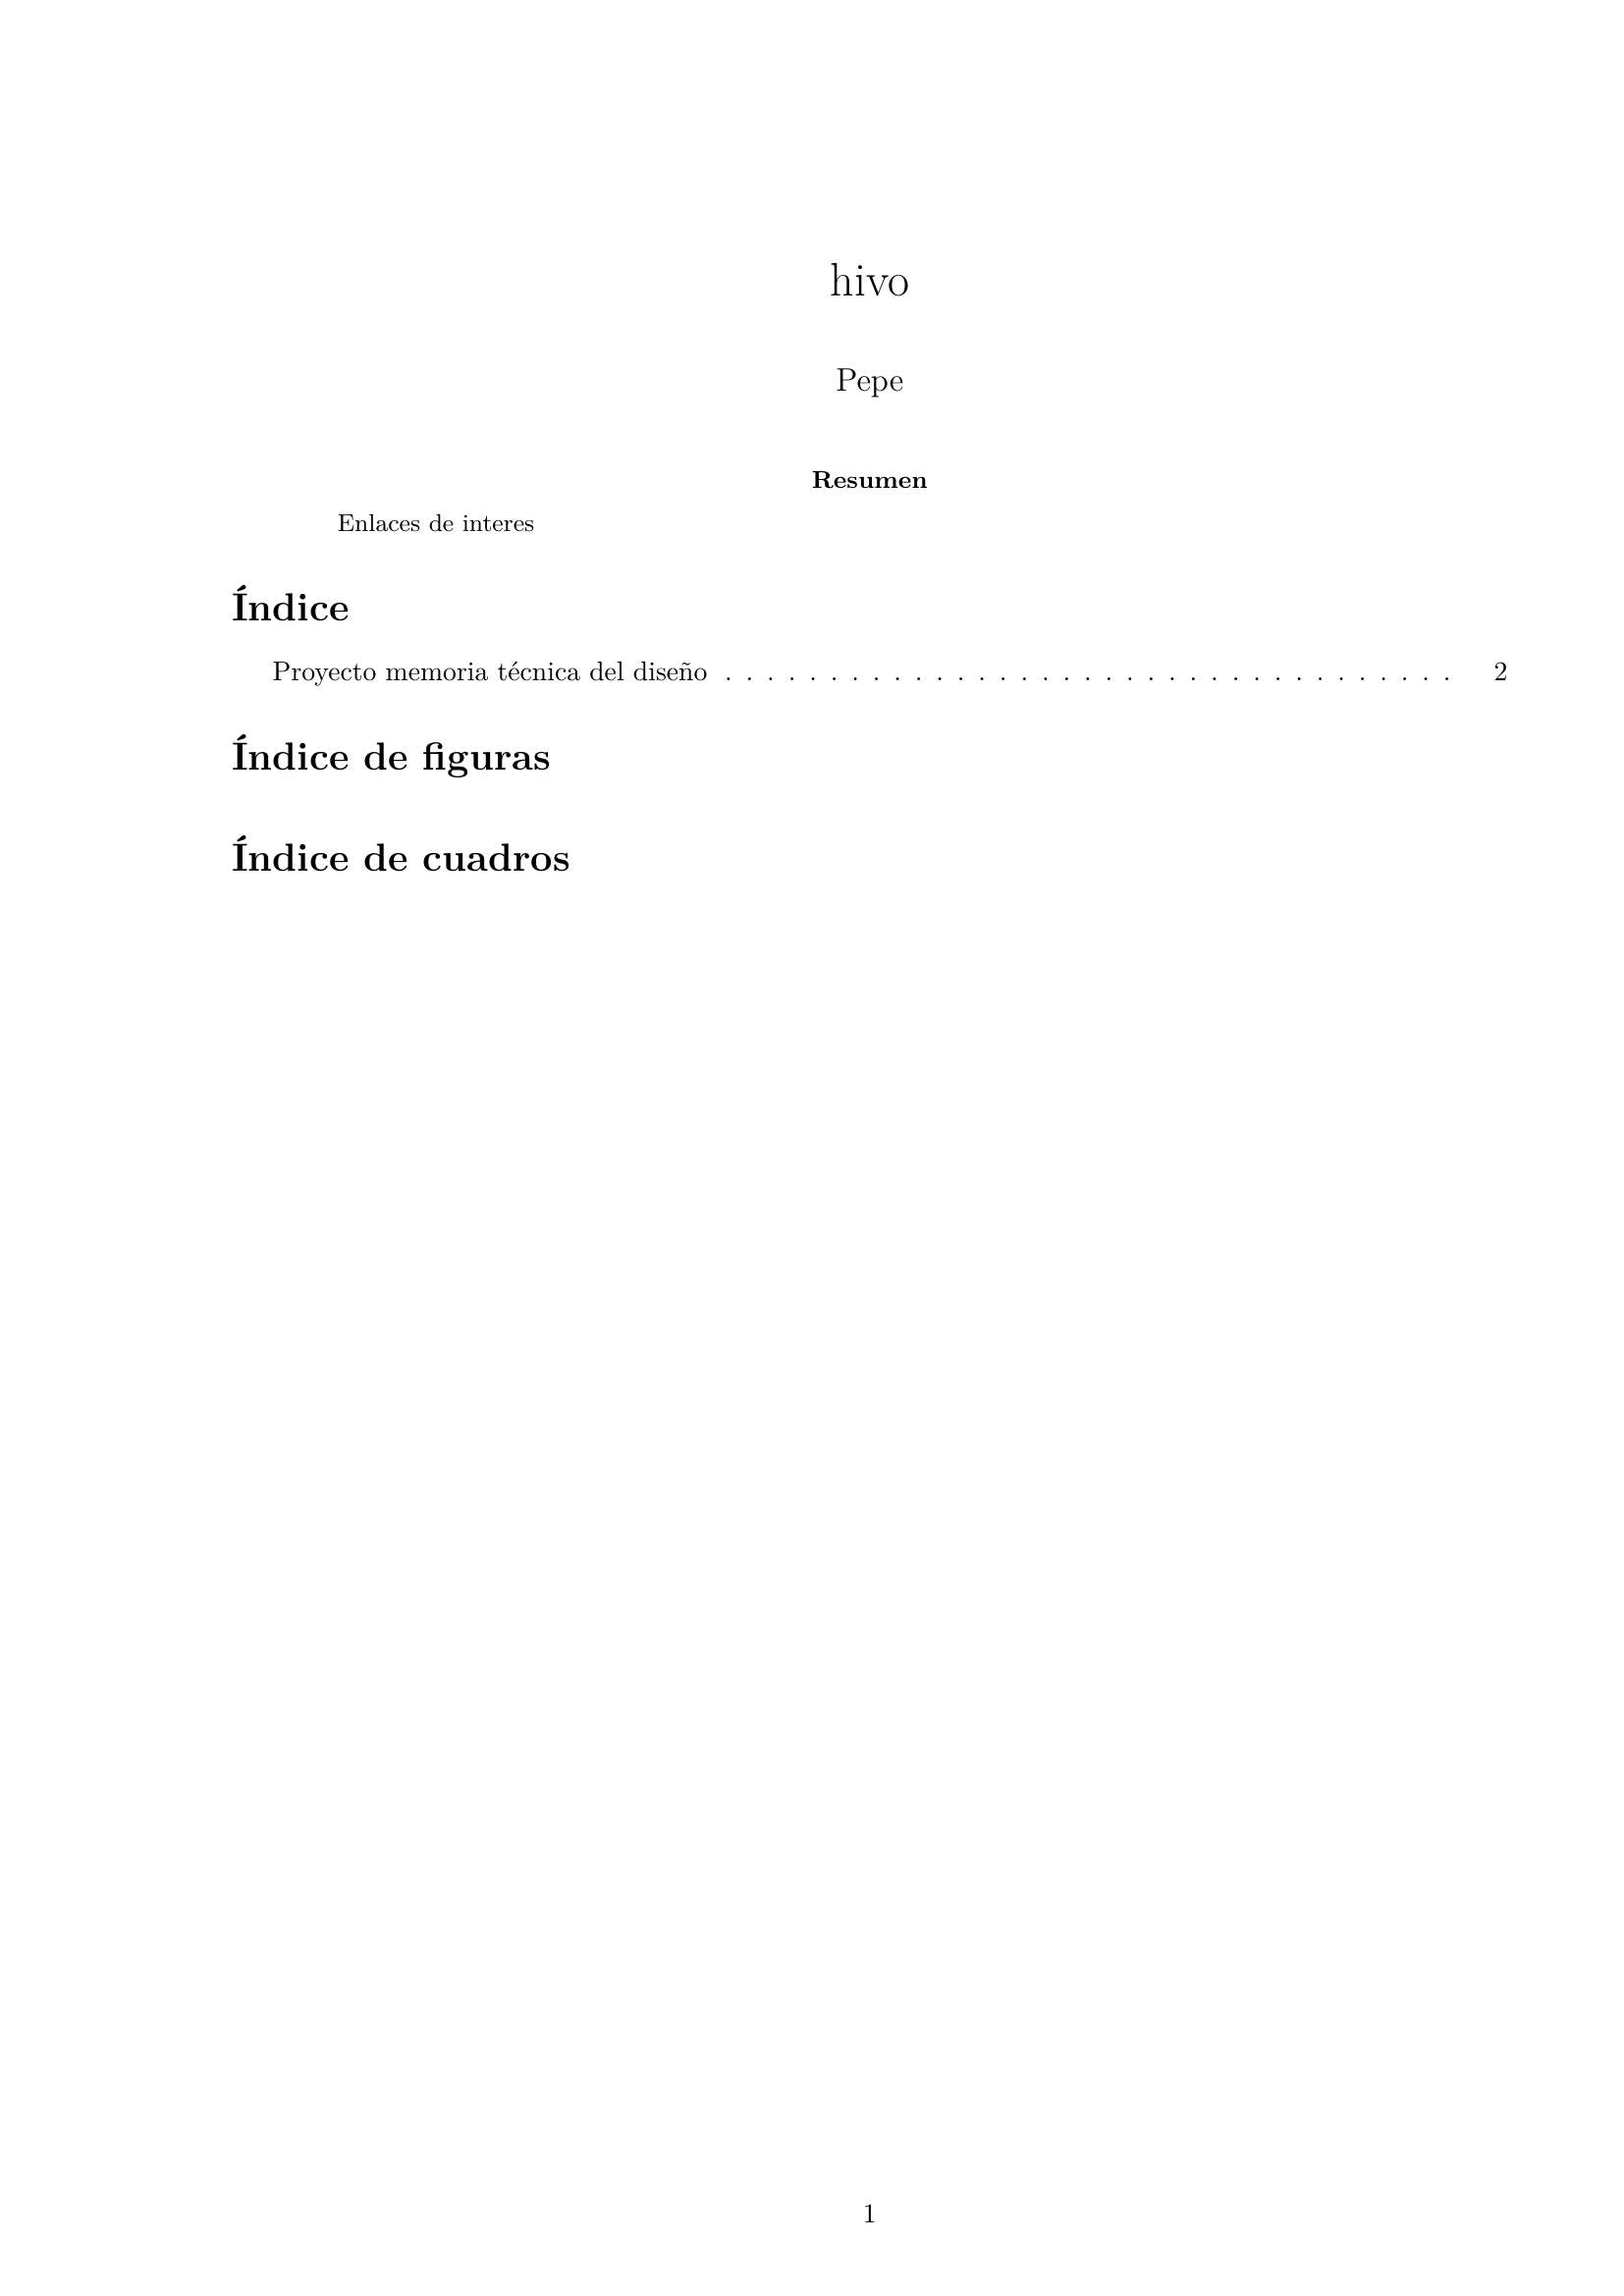 hivo
Pepe
Resumen
Enlaces de interes
Índice
Proyecto memoria técnica del diseño . . . . . . . . . . . . . . . . . . . . . . . . . . . . . . . . . . . 2
Índice de figuras
Índice de cuadros
1